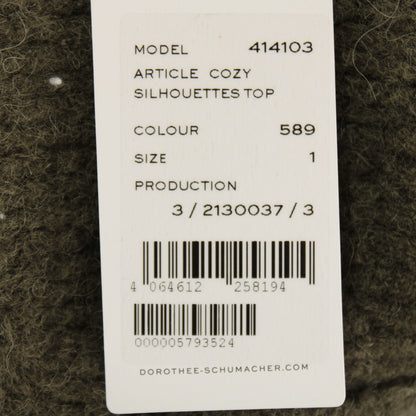 MODEL 414103
ARTICLE COZY
SILHOUETTES TOP
COLOUR 589
SIZE 1
PRODUCTION
3 / 2130037 / 3
4 064612 258194
000005793524
DOROTHEE-SCHUMACHER.COM